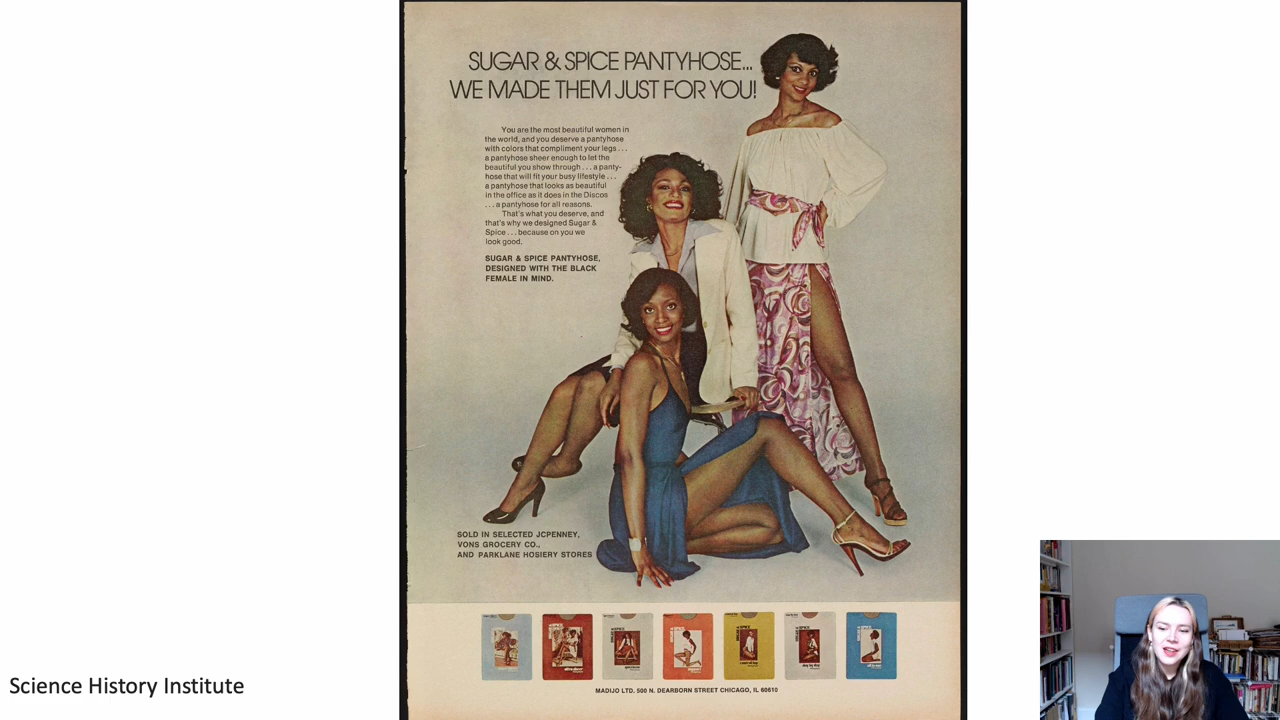 SUGAR & SPICE PANTYHOSE...
WE MADE THEM JUST FOR YOU!
You are the most beautiful women in
the world, and you deserve a pantyhose
with colors that compliment your legs . . .
a pantyhose sheer enough to let the
beautiful you show through . . . a panty-
hose that will fit your busy lifestyle . . .
a pantyhose that looks as beautiful
in the office as it does in the Discos
. . . a pantyhose for all reasons.
That's what you deserve, and
that's why we designed Sugar &
Spice . . . because on you we
look good.
SUGAR & SPICE PANTYHOSE,
DESIGNED WITH THE BLACK
FEMALE IN MIND.
SOLD IN SELECTED JCPENNEY,
VONS GROCERY CO.,
AND PARKLANE HOSIERY STORES
MADIJO LTD. 500 N. DEARBORN STREET CHICAGO, IL 60610
Science History Institute